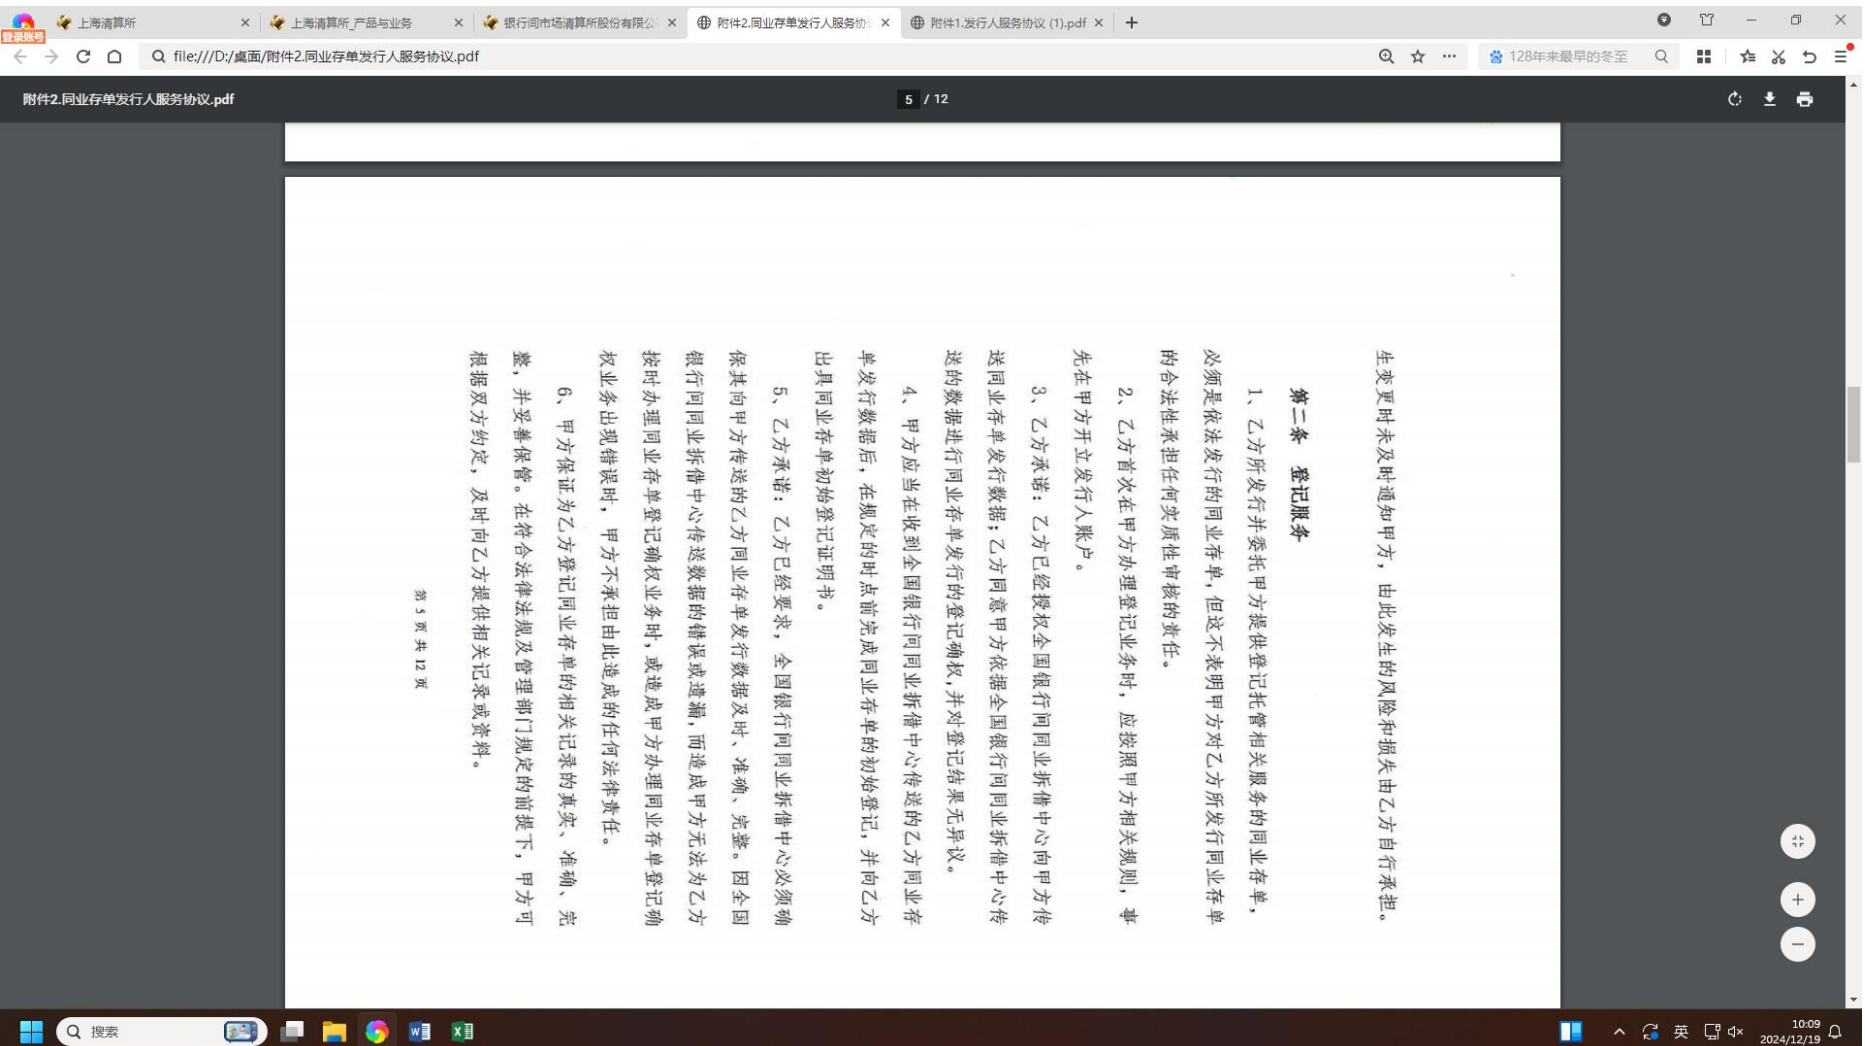 上海清算所
上海清算所_产品与业务
银行间市场清算所股份有限公
附件2.同业存单发行人服务协
附件1.发行人服务协议 (1).pdf
登录账号
file:///D:/桌面/附件2.同业存单发行人服务协议.pdf
128年来最早的冬至
附件2.同业存单发行人服务协议.pdf
5 / 12
生变更时未及时通知甲方，由此发生的风险和损失由乙方自行承担。
第二条 登记服务
1、乙方所发行并委托甲方提供登记托管相关服务的同业存单，
必须是依法发行的同业存单，但这不表明甲方对乙方所发行同业存单
的合法性承担任何实质性审核的责任。
2、乙方首次在甲方办理登记业务时，应按照甲方相关规则，事
先在甲方开立发行人账户。
3、乙方承诺：乙方已经授权全国银行间同业拆借中心向甲方传
送同业存单发行数据；乙方同意甲方依据全国银行间同业拆借中心传
送的数据进行同业存单发行的登记确权，并对登记结果无异议。
4、甲方应当在收到全国银行间同业拆借中心传送的乙方同业存
单发行数据后，在规定的时点前完成同业存单的初始登记，并向乙方
出具同业存单初始登记证明书。
5、乙方承诺：乙方已经要求，全国银行间同业拆借中心必须确
保其向甲方传送的乙方同业存单发行数据及时、准确、完整。因全国
银行间同业拆借中心传送数据的错误或遗漏，而造成甲方无法为乙方
按时办理同业存单登记确权业务时，或造成甲方办理同业存单登记确
权业务出现错误时，甲方不承担由此造成的任何法律责任。
6、甲方保证为乙方登记同业存单的相关记录的真实、准确、完
整，并妥善保管。在符合法律法规及管理部门规定的前提下，甲方可
根据双方约定，及时向乙方提供相关记录或资料。
第 5 页 共 12 页
搜索
英
10:09
2024/12/19